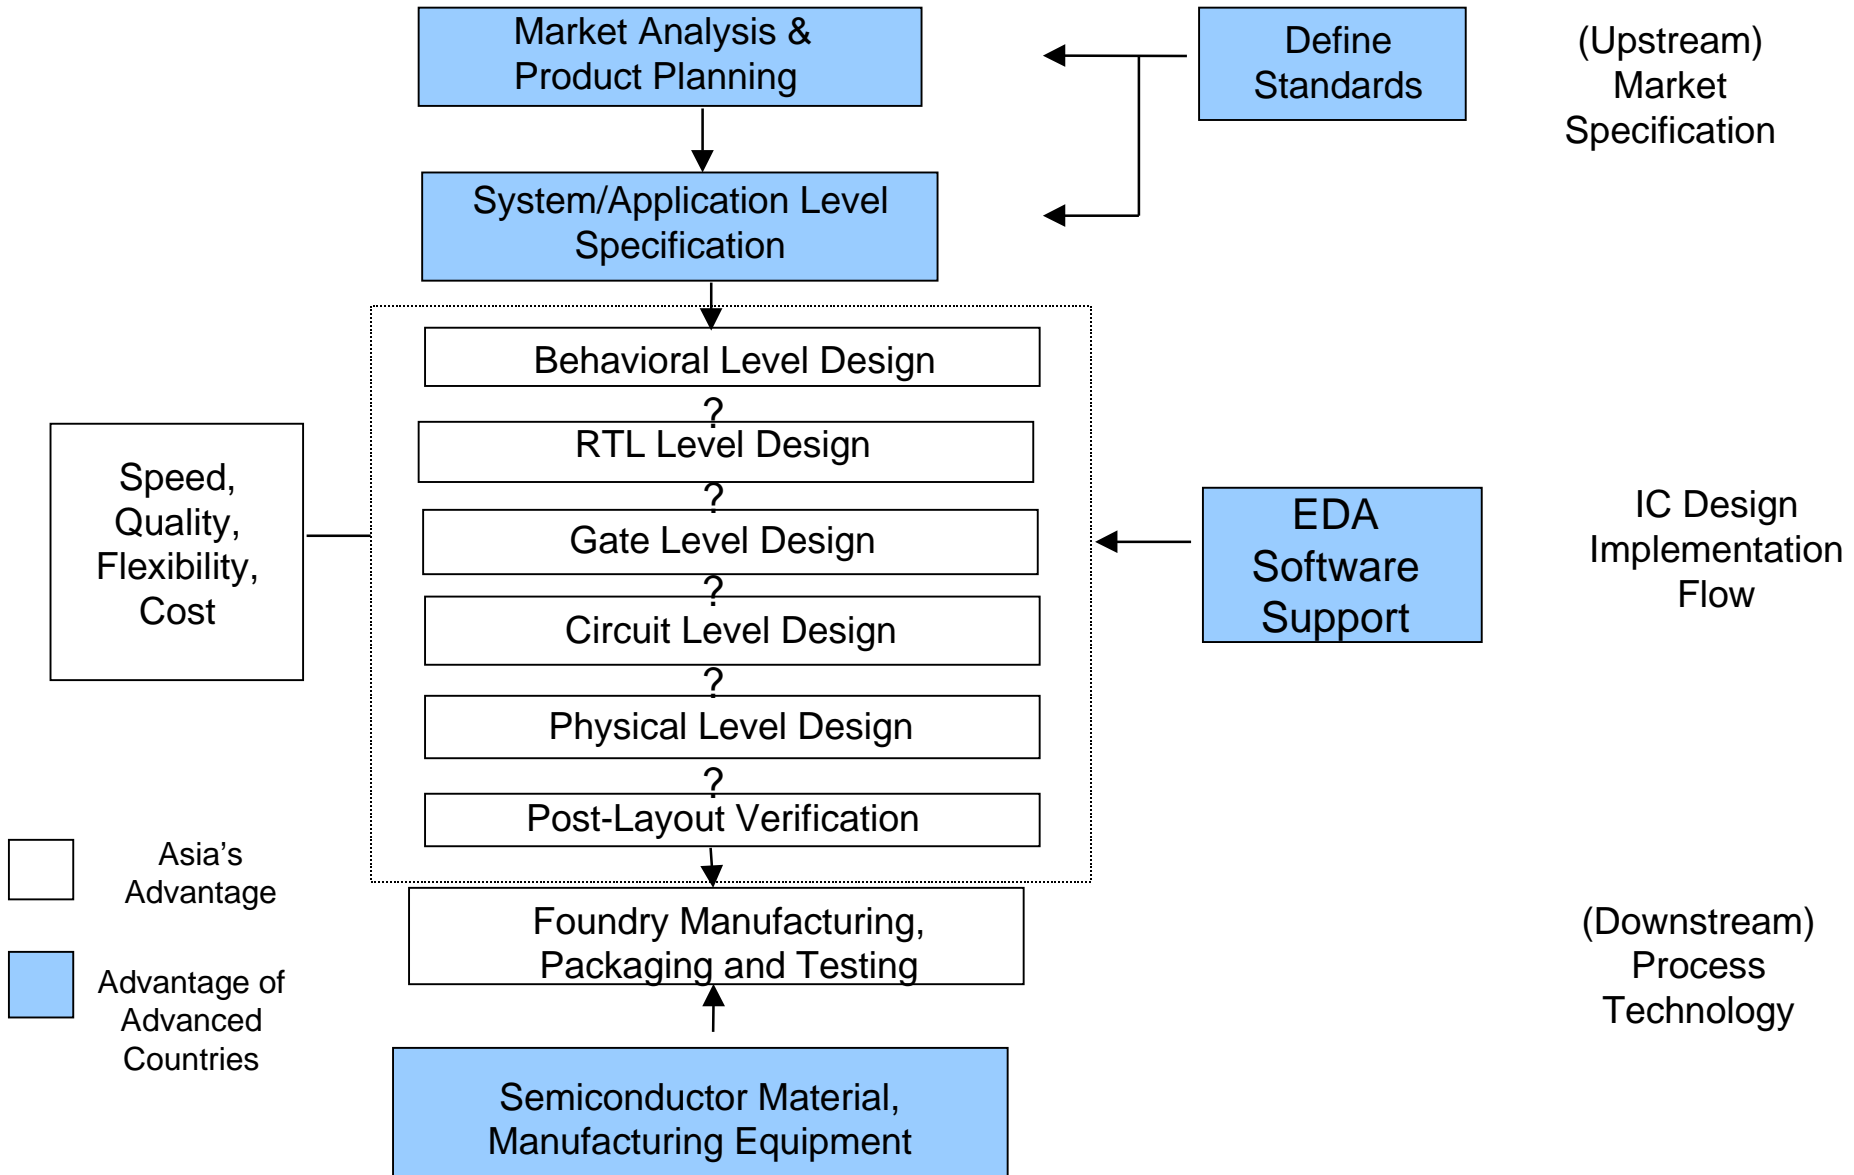 Market Analysis &
Product Planning
Define
Standards
(Upstream)
Market
Specification
System/Application Level
Specification
Behavioral Level Design
?
RTL Level Design
?
Gate Level Design
?
Circuit Level Design
?
Physical Level Design
?
Post-Layout Verification
Speed,
Quality,
Flexibility,
Cost
EDA
Software
Support
IC Design
Implementation
Flow
Asia’s
Advantage
Advantage of
Advanced
Countries
Foundry Manufacturing,
Packaging and Testing
(Downstream)
Process
Technology
Semiconductor Material,
Manufacturing Equipment